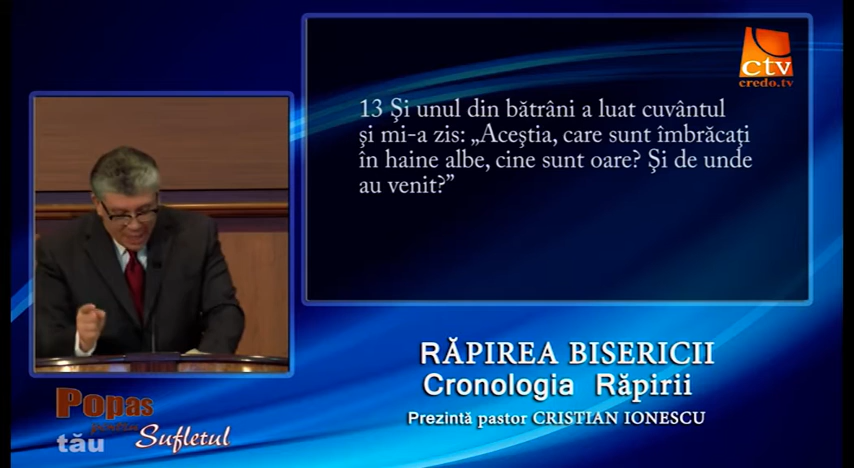 ctv
credo.tv
13 Şi unul din bătrâni a luat cuvântul
şi mi-a zis: „Aceştia, care sunt îmbrăcaţi
în haine albe, cine sunt oare? Şi de unde
au venit?”
RĂPIREA BISERICII
Cronologia Răpirii
Prezintă pastor CRISTIAN IONESCU
Popas
pentru
tău Sufletul